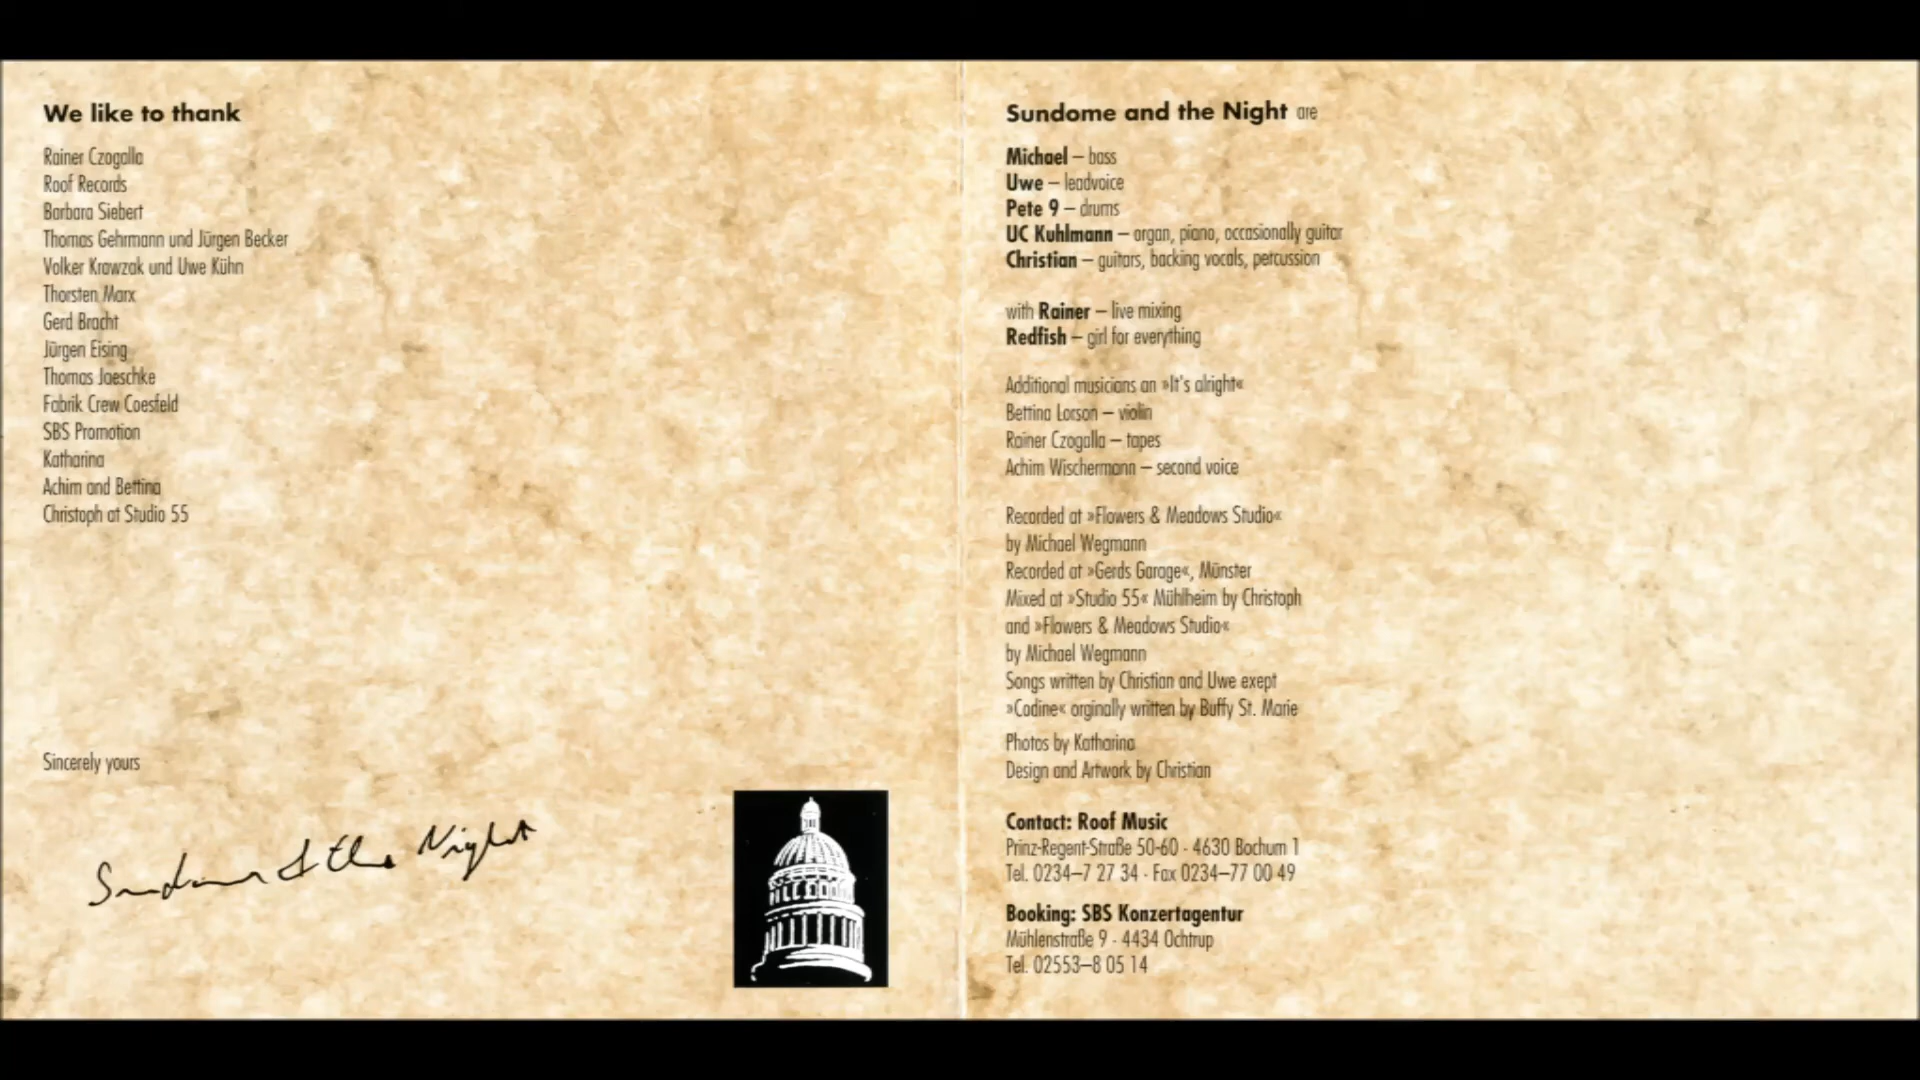 We like to thank
Rainer Czogalla
Roof Records
Barbara Siebert
Thomas Gehrmann und Jürgen Becker
Volker Krawzak und Uwe Kühn
Thorsten Marx
Gerd Bracht
Jürgen Eising
Thomas Jaeschke
Fabrik Crew Coesfeld
SBS Promotion
Katharina
Achim and Bettina
Christoph at Studio 55
Sincerely yours
Sundome & the Night
Sundome and the Night are
Michael – bass
Uwe – leadvoice
Pete 9 – drums
UC Kuhlmann – organ, piano, occasionally guitar
Christian – guitars, backing vocals, percussion
with Rainer – live mixing
Redfish – girl for everything
Additional musicians an »It's alright«
Bettina Lorson – violin
Rainer Czogalla – tapes
Achim Wischermann – second voice
Recorded at »Flowers & Meadows Studio«
by Michael Wegmann
Recorded at »Gerds Garage«, Münster
Mixed at »Studio 55« Mühlheim by Christoph
and »Flowers & Meadows Studio«
by Michael Wegmann
Songs written by Christian and Uwe exept
»Codine« orginally written by Buffy St. Marie
Photos by Katharina
Design and Artwork by Christian
Contact: Roof Music
Prinz-Regent-Straße 50-60 - 4630 Bochum 1
Tel. 0234–7 27 34 - Fax 0234–77 00 49
Booking: SBS Konzertagentur
Mühlenstraße 9 - 4434 Ochtrup
Tel. 02553–8 05 14